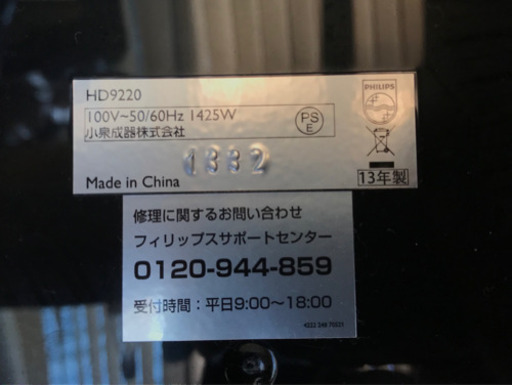 HD9220
100V~50/60Hz 1425W
小泉成器株式会社
PS
E
PHILIPS
1332
Made in China
13年製
修理に関するお問い合わせ
フィリップスサポートセンター
0120-944-859
受付時間：平日9:00～18:00